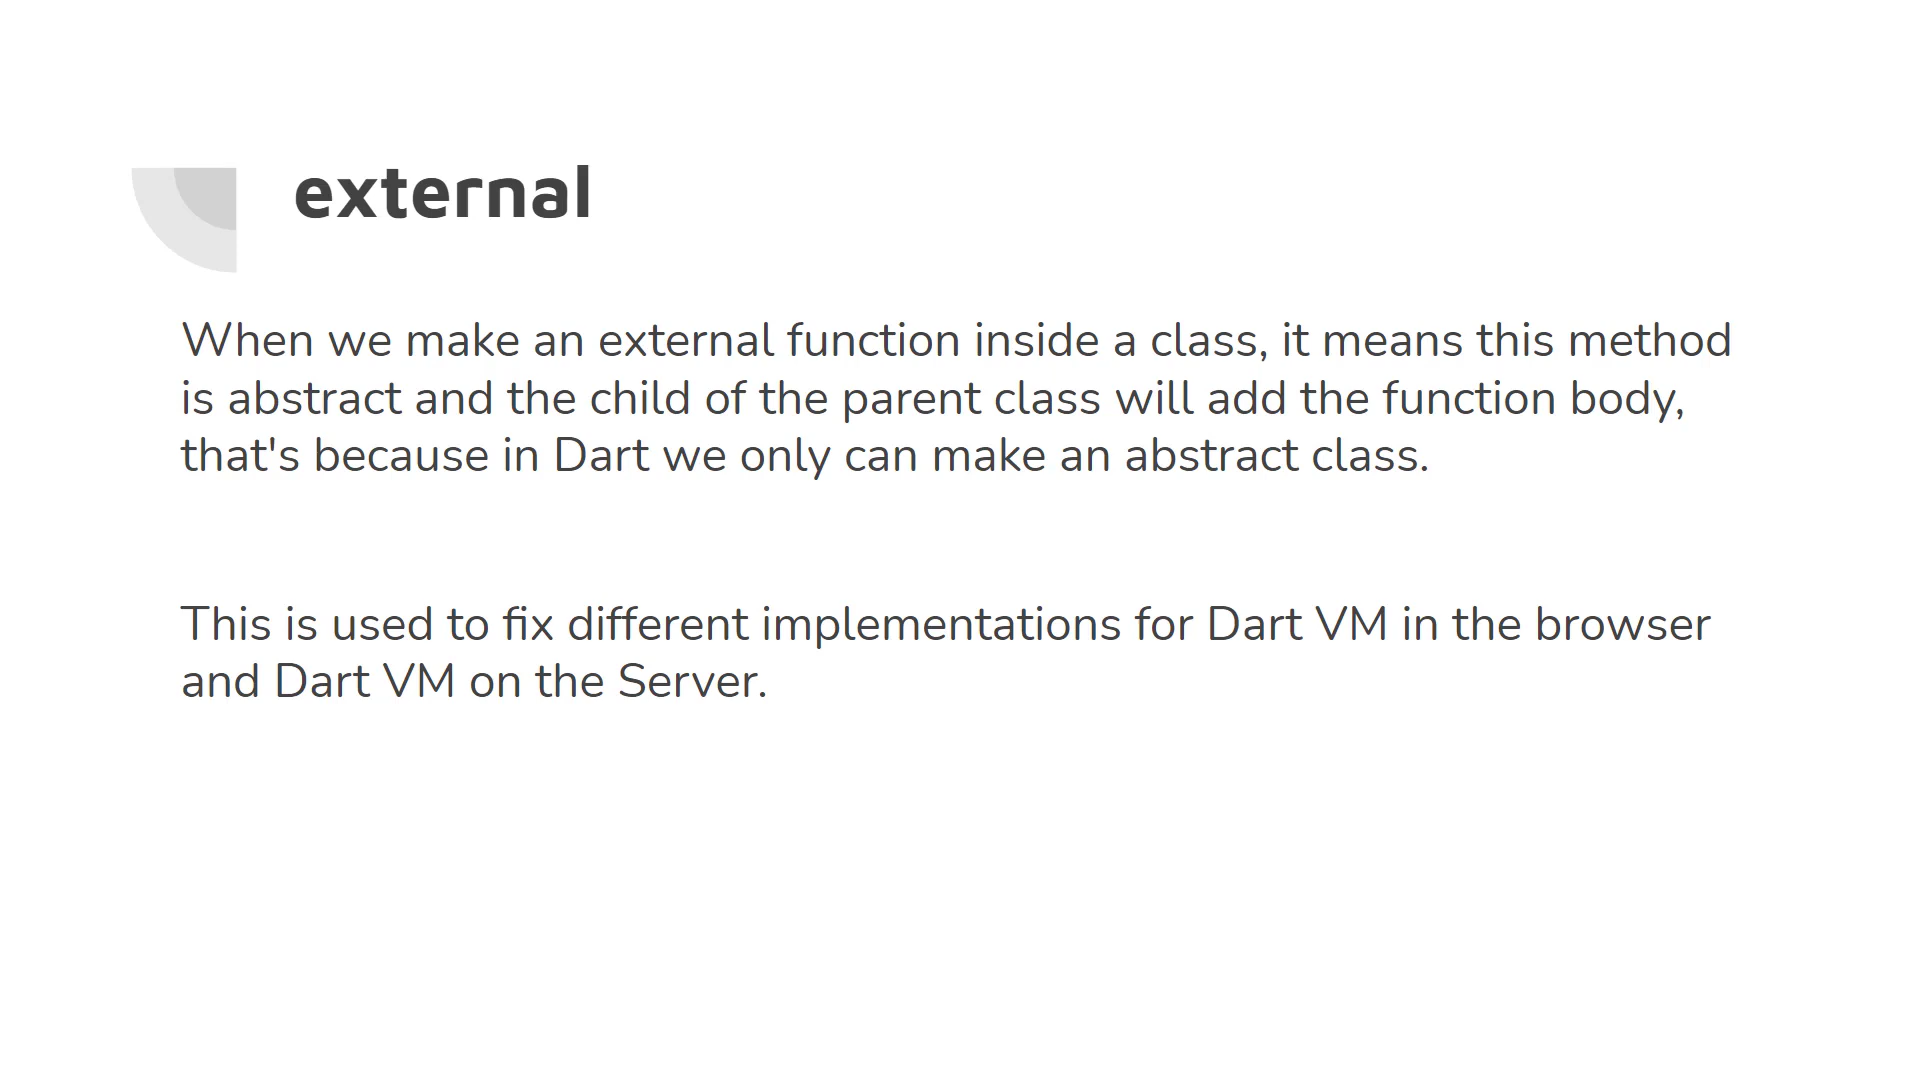 external
When we make an external function inside a class, it means this method
is abstract and the child of the parent class will add the function body,
that's because in Dart we only can make an abstract class.
This is used to fix different implementations for Dart VM in the browser
and Dart VM on the Server.